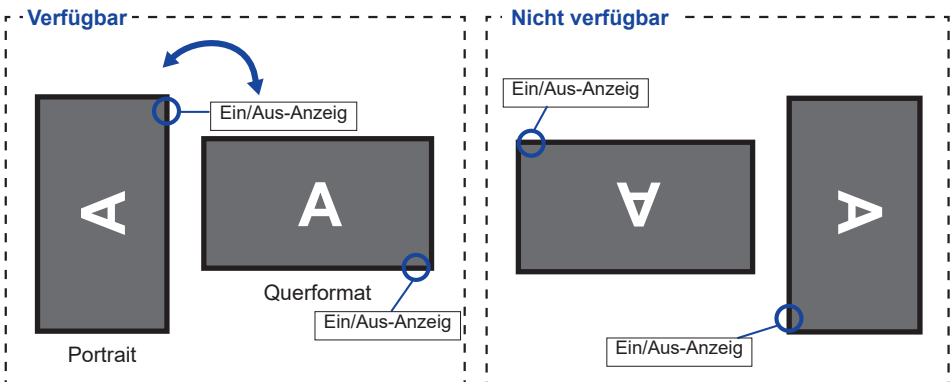 Verfügbar
Ein/Aus-Anzeig
A
A
Querformat
Ein/Aus-Anzeig
Portrait
Nicht verfügbar
Ein/Aus-Anzeig
A
A
Ein/Aus-Anzeig